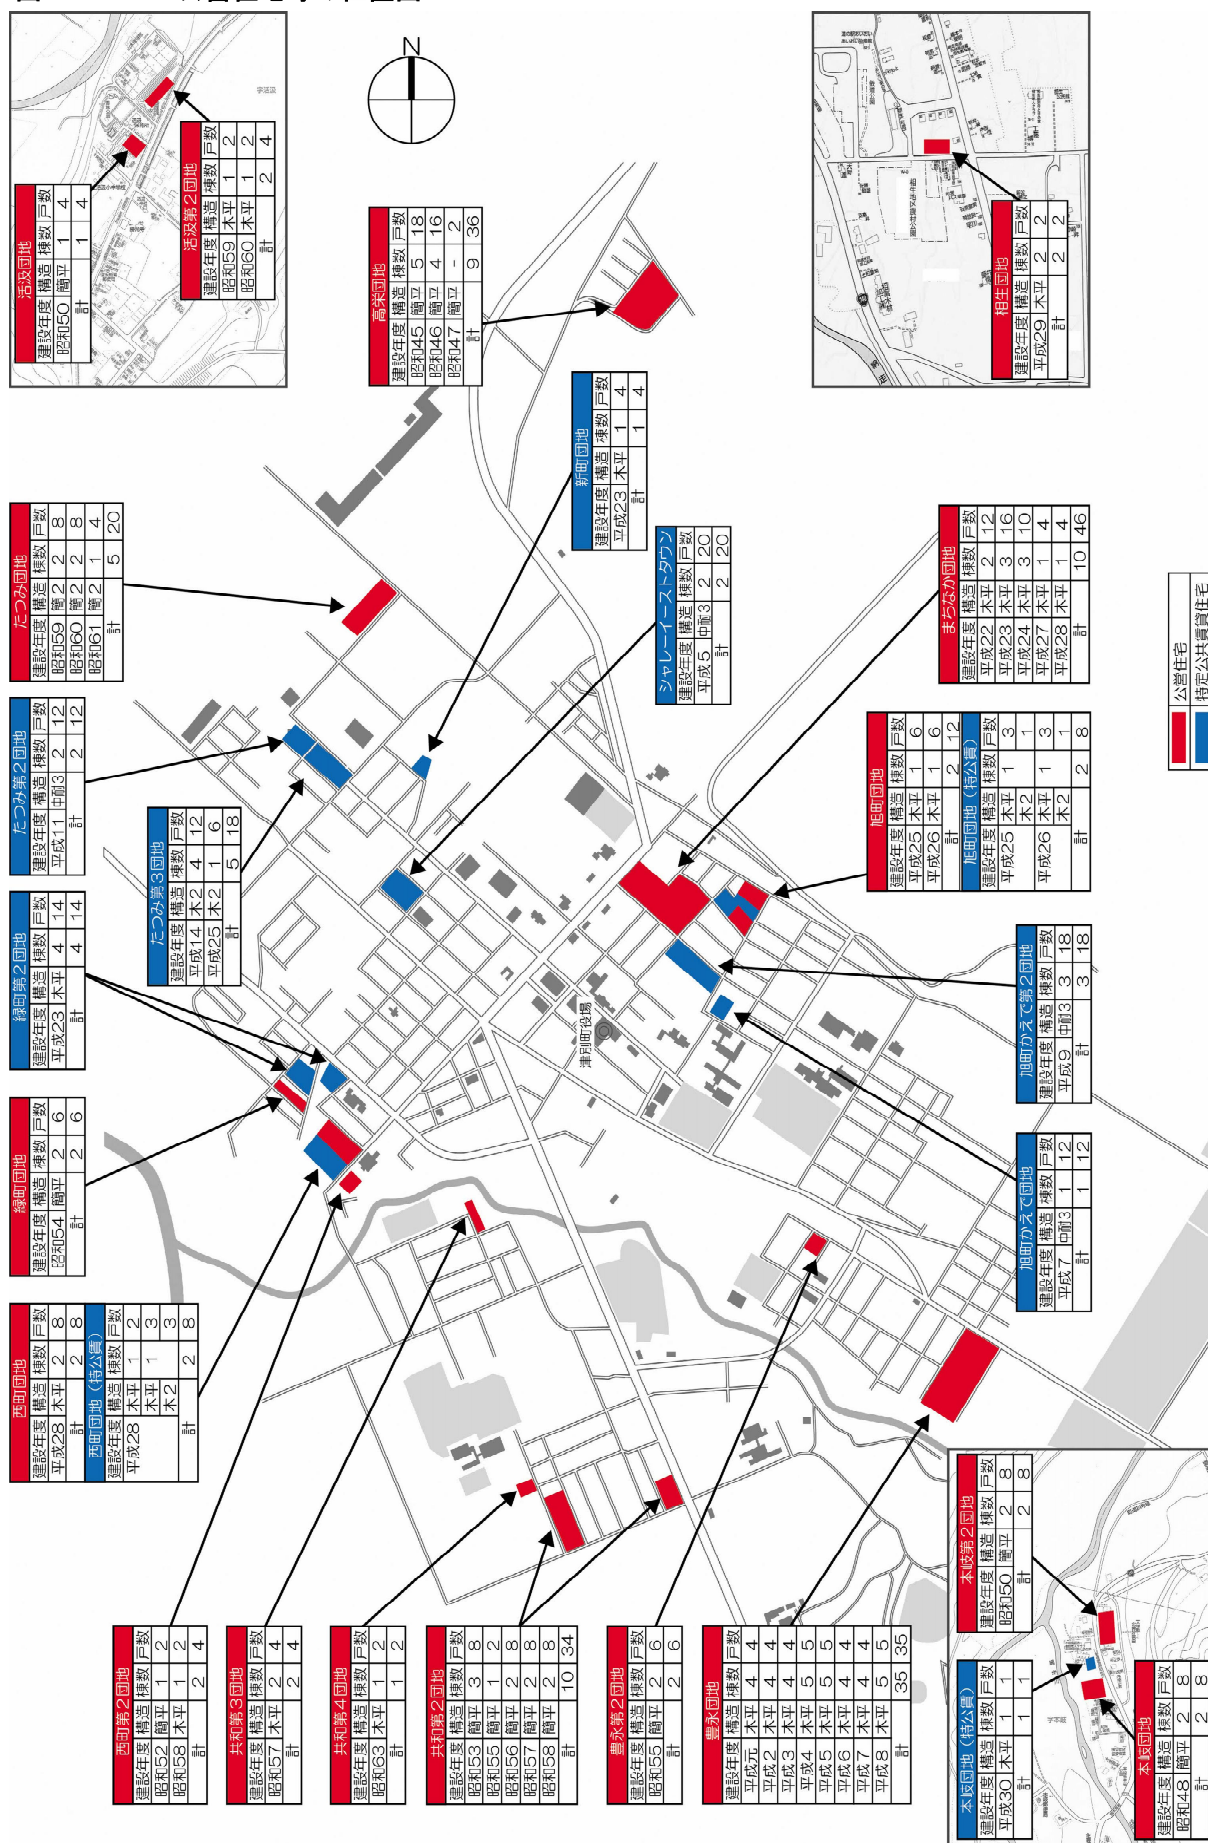 N
活汲団地
建設年度 構造 棟数 戸数
昭和50 簡平 1 4
計 1 4
活汲第2団地
建設年度 構造 棟数 戸数
昭和59 木平 1 2
昭和60 木平 1 2
計 2 4
高栄団地
建設年度 構造 棟数 戸数
昭和45 簡平 5 18
昭和46 簡平 4 16
昭和47 簡平 - 2
計 9 36
相生団地
建設年度 構造 棟数 戸数
平成29 木平 2 2
計 2 2
新町団地
建設年度 構造 棟数 戸数
平成23 木平 1 4
計 1 4
たつみ団地
建設年度 構造 棟数 戸数
昭和59 簡2 2 8
昭和60 簡2 2 8
昭和61 簡2 1 4
計 5 20
シャレーイーストタウン
建設年度 構造 棟数 戸数
平成5 中耐3 2 20
計 2 20
まちなか団地
建設年度 構造 棟数 戸数
平成22 木平 2 12
平成23 木平 3 16
平成24 木平 3 10
平成27 木平 1 4
平成28 木平 1 4
計 10 46
公営住宅
特定公共賃貸住宅
たつみ第2団地
建設年度 構造 棟数 戸数
平成11 中耐3 2 12
計 2 12
たつみ第3団地
建設年度 構造 棟数 戸数
平成14 木2 4 12
平成25 木2 1 6
計 5 18
旭町団地
建設年度 構造 棟数 戸数
平成25 木平 1 6
平成26 木平 1 6
計 2 12
旭町団地(特公賃)
建設年度 構造 棟数 戸数
平成25 木平 1 3
木2 1
平成26 木平 1 3
木2 1
計 2 8
緑町第2団地
建設年度 構造 棟数 戸数
平成23 木平 4 14
計 4 14
津別町役場
旭町かえで第2団地
建設年度 構造 棟数 戸数
平成9 中耐3 3 18
計 3 18
緑町団地
建設年度 構造 棟数 戸数
昭和54 簡平 2 6
計 2 6
旭町かえで団地
建設年度 構造 棟数 戸数
平成7 中耐3 1 12
計 1 12
西町団地
建設年度 構造 棟数 戸数
平成28 木平 2 8
計 2 8
西町団地(特公賃)
建設年度 構造 棟数 戸数
平成28 木平 1 2
木平 1 3
木2 3
計 2 8
西町第2団地
建設年度 構造 棟数 戸数
昭和52 簡平 1 2
昭和58 木平 1 2
計 2 4
共和第3団地
建設年度 構造 棟数 戸数
昭和57 木平 2 4
計 2 4
共和第4団地
建設年度 構造 棟数 戸数
昭和63 木平 1 2
計 1 2
共和第2団地
建設年度 構造 棟数 戸数
昭和53 簡平 3 8
昭和55 簡平 1 2
昭和56 簡平 2 8
昭和57 簡平 2 8
昭和58 簡平 2 8
計 10 34
豊永第2団地
建設年度 構造 棟数 戸数
昭和55 簡平 2 6
計 2 6
豊永団地
建設年度 構造 棟数 戸数
平成元 木平 4 4
平成2 木平 4 4
平成3 木平 4 4
平成4 木平 5 5
平成5 木平 5 5
平成6 木平 4 4
平成7 木平 4 4
平成8 木平 5 5
計 35 35
本岐第2団地
建設年度 構造 棟数 戸数
昭和50 簡平 2 8
計 2 8
本岐団地(特公賃)
建設年度 構造 棟数 戸数
平成30 木平 1 1
計 1 1
本岐団地
建設年度 構造 棟数 戸数
昭和48 簡平 2 8
計 2 8